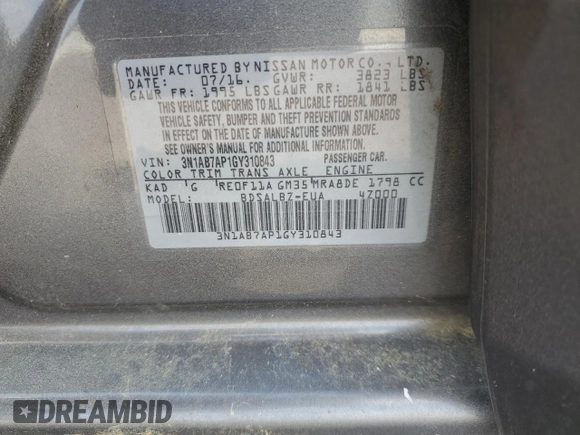 MANUFACTURED BY NISSAN MOTOR CO., LTD.
DATE: 07/16. GVWR: 3823 LBS
GAWR FR: 1995 LBS GAWR RR: 1841 LBS
THIS VEHICLE CONFORMS TO ALL APPLICABLE FEDERAL MOTOR
VEHICLE SAFETY, BUMPER AND THEFT PREVENTION STANDARDS
IN EFFECT ON THE DATE OF MANUFACTURE SHOWN ABOVE.
SEE OWNERS MANUAL FOR ADDITIONAL INFORMATION.
VIN: 3N1AB7AP1GY310843 PASSENGER CAR.
COLOR TRIM TRANS AXLE ENGINE
KAD G RE0F11A GM35 MRA8DE 1798 CC
MODEL: BDSALBZ-EUA 4Z000
3N1AB7AP1GY310843
DREAMBID